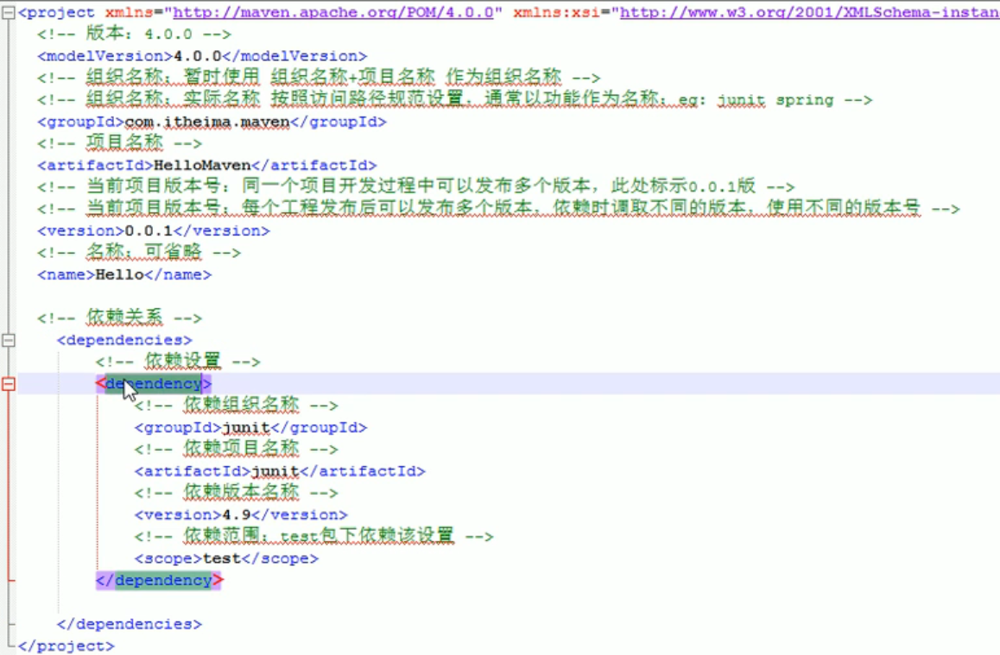 <project xmlns="http://maven.apache.org/POM/4.0.0" xmlns:xsi="http://www.w3.org/2001/XMLSchema-instan
<!-- 版本：4.0.0 -->
<modelVersion>4.0.0</modelVersion>
<!-- 组织名称：暂时使用 组织名称+项目名称 作为组织名称 -->
<!-- 组织名称：实际名称 按照访问路径规范设置，通常以功能作为名称：eg: junit spring -->
<groupId>com.itheima.maven</groupId>
<!-- 项目名称 -->
<artifactId>HelloMaven</artifactId>
<!-- 当前项目版本号：同一个项目开发过程中可以发布多个版本，此处标示0.0.1版 -->
<!-- 当前项目版本号：每个工程发布后可以发布多个版本，依赖时调取不同的版本，使用不同的版本号 -->
<version>0.0.1</version>
<!-- 名称：可省略 -->
<name>Hello</name>
<!-- 依赖关系 -->
<dependencies>
<!-- 依赖设置 -->
<dependency>
<!-- 依赖组织名称 -->
<groupId>junit</groupId>
<!-- 依赖项目名称 -->
<artifactId>junit</artifactId>
<!-- 依赖版本名称 -->
<version>4.9</version>
<!-- 依赖范围：test包下依赖该设置 -->
<scope>test</scope>
</dependency>
</dependencies>
</project>